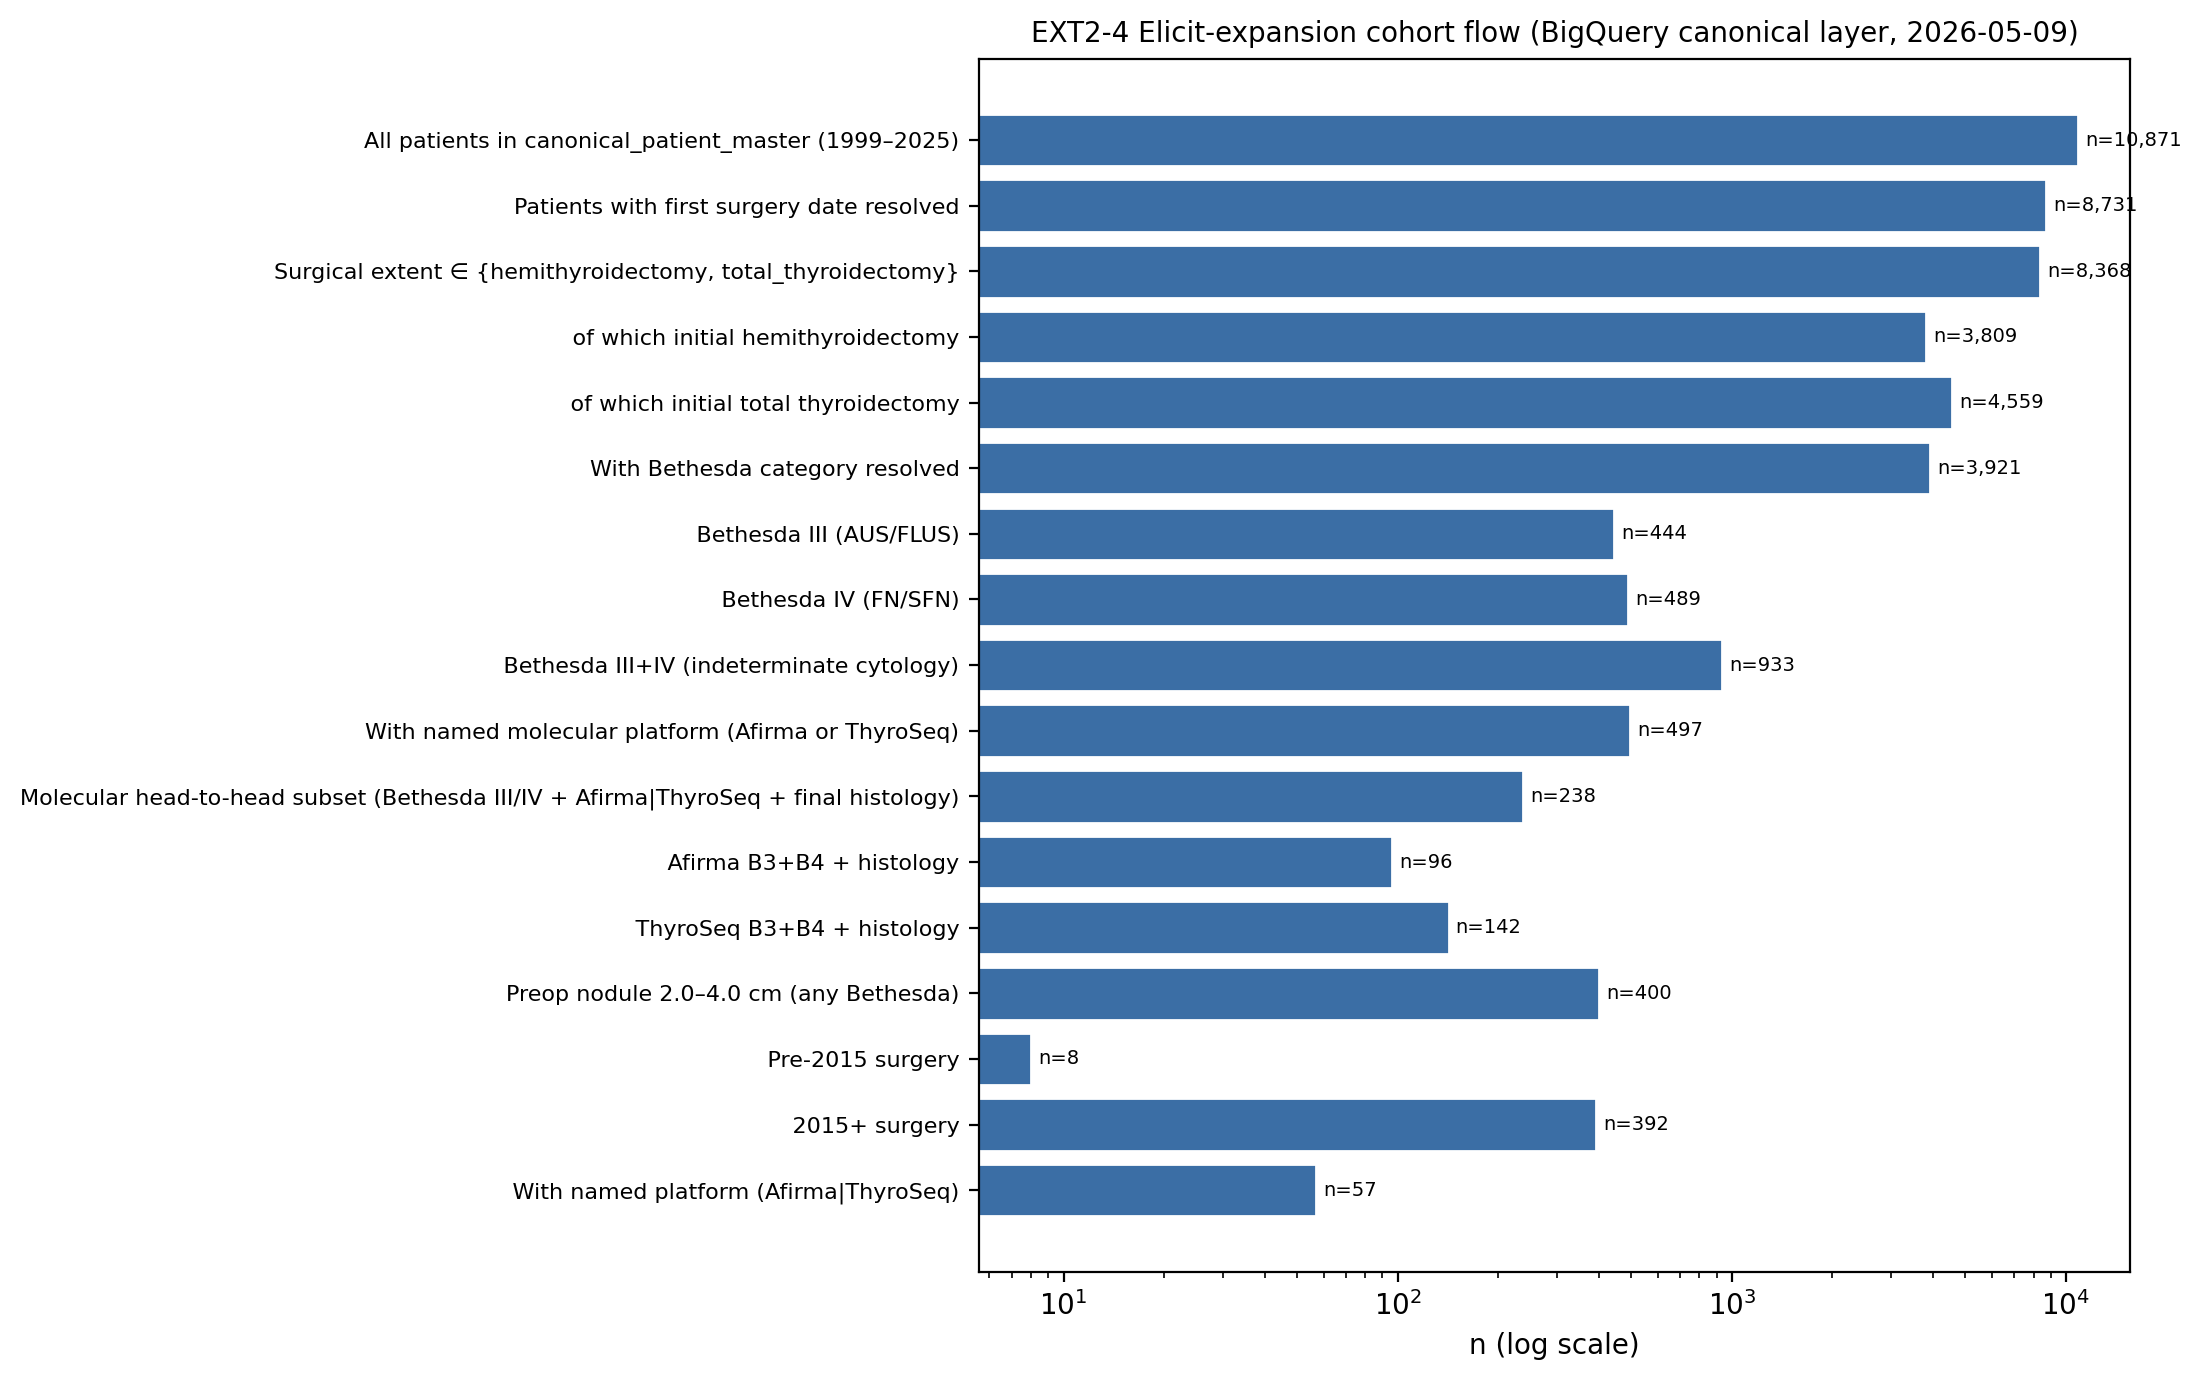 EXT2-4 Elicit-expansion cohort flow (BigQuery canonical layer, 2026-05-09)
All patients in canonical_patient_master (1999–2025) n=10,871
Patients with first surgery date resolved n=8,731
Surgical extent ∈ {hemithyroidectomy, total_thyroidectomy} n=8,368
of which initial hemithyroidectomy n=3,809
of which initial total thyroidectomy n=4,559
With Bethesda category resolved n=3,921
Bethesda III (AUS/FLUS) n=444
Bethesda IV (FN/SFN) n=489
Bethesda III+IV (indeterminate cytology) n=933
With named molecular platform (Afirma or ThyroSeq) n=497
Molecular head-to-head subset (Bethesda III/IV + Afirma|ThyroSeq + final histology) n=238
Afirma B3+B4 + histology n=96
ThyroSeq B3+B4 + histology n=142
Preop nodule 2.0–4.0 cm (any Bethesda) n=400
Pre-2015 surgery n=8
2015+ surgery n=392
With named platform (Afirma|ThyroSeq) n=57
10¹ 10² 10³ 10⁴
n (log scale)